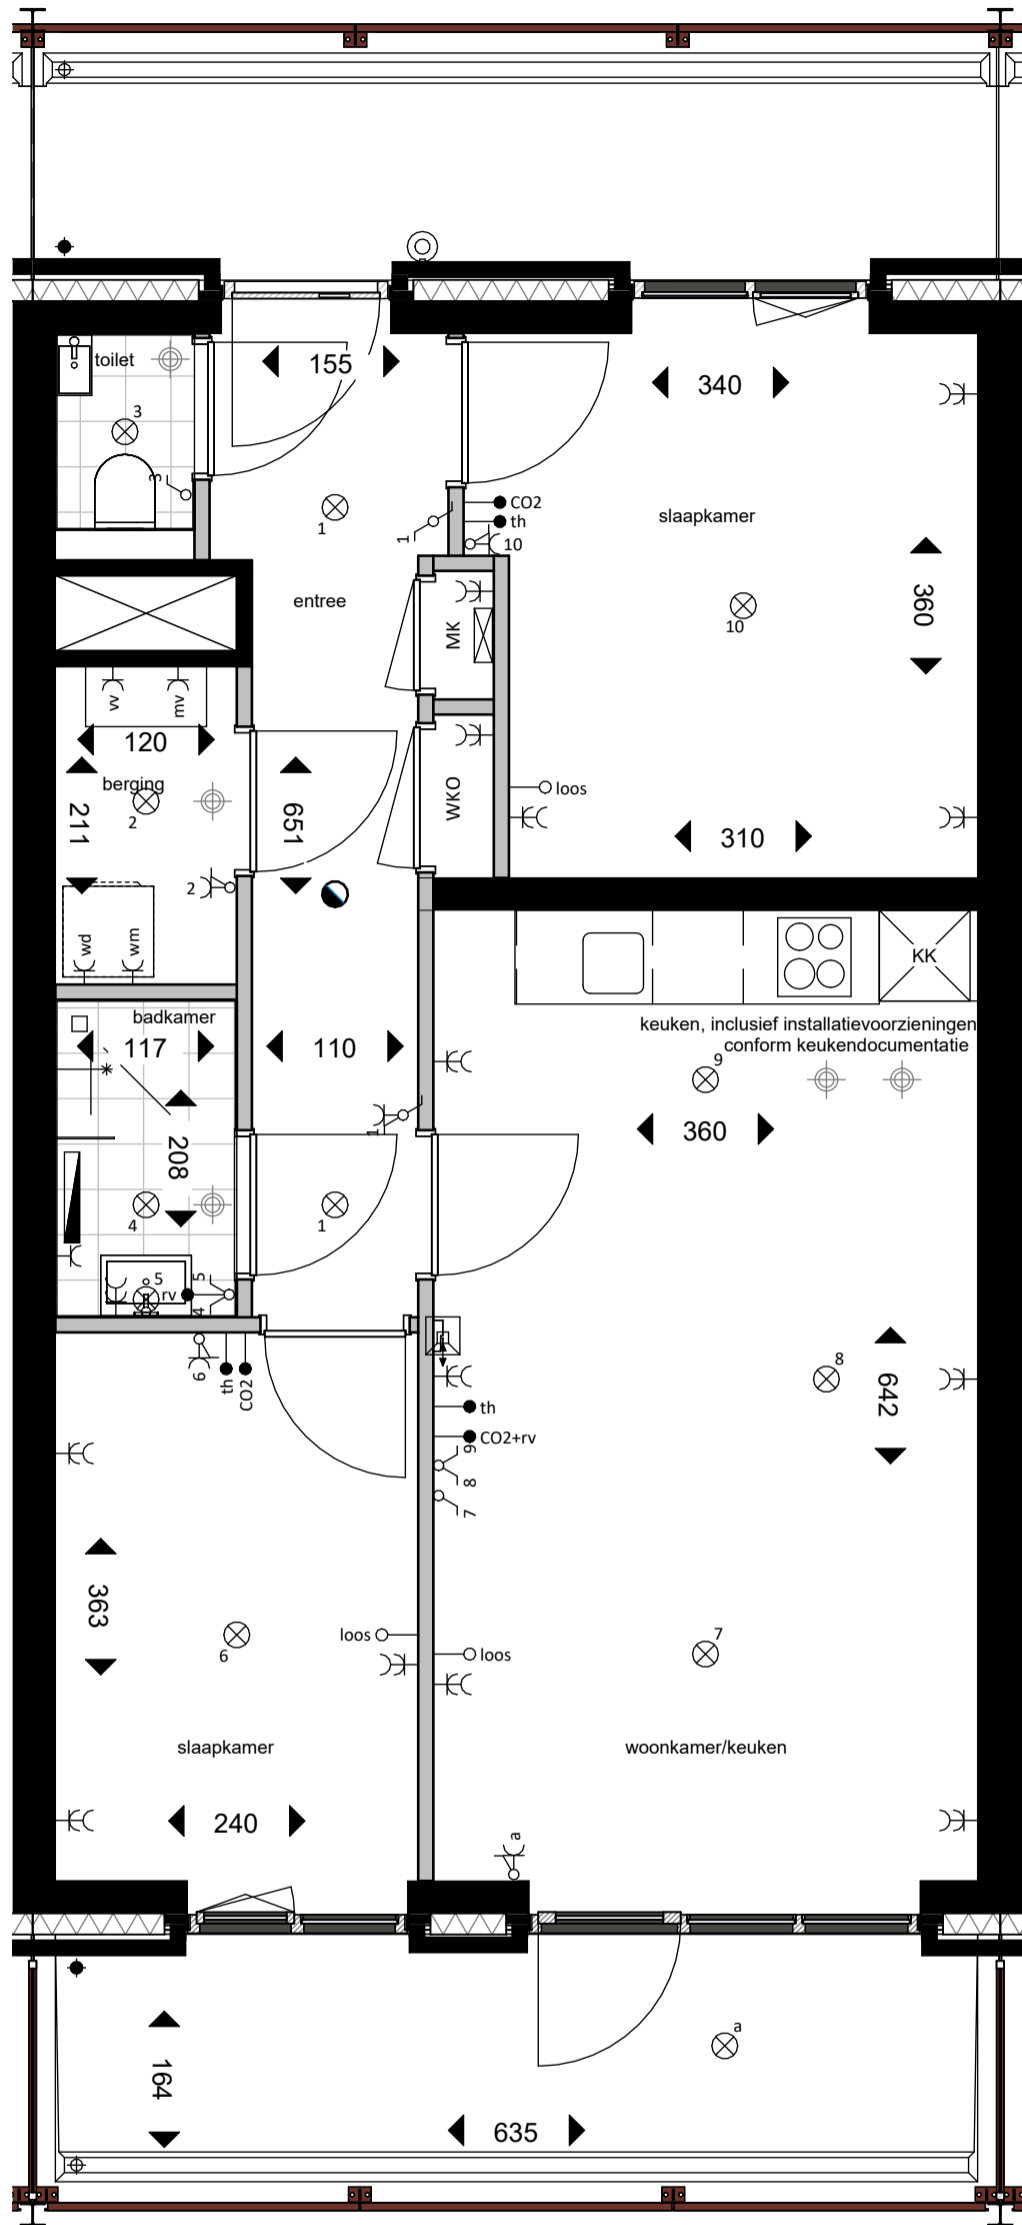 toilet
155
340
3
3
1
1
CO2
th
10
slaapkamer
entree
360
10
MK
vv
mv
120
berging
2
211
651
WKO
loos
310
2
wp
wm
KK
badkamer
117
110
keuken, inclusief installatievoorzieningen
conform keukendocumentatie
9
360
1
208
4
1
5
rv
5
4
6
th
CO2
8
642
th
CO2+rv
9
8
7
363
6
loos
loos
7
slaapkamer
woonkamer/keuken
240
a
a
164
635